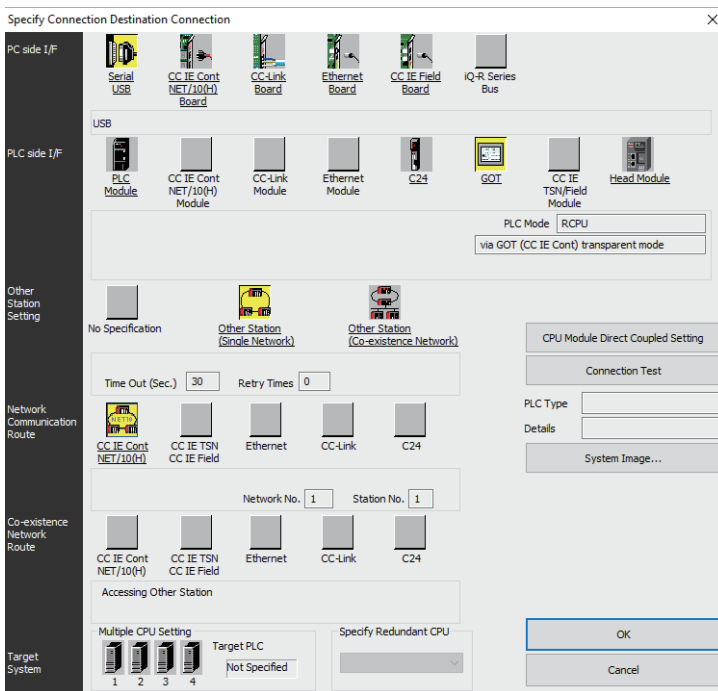 Specify Connection Destination Connection
PC side I/F
Serial
USB
CC IE Cont
NET/10(H)
Board
CC-Link
Board
Ethernet
Board
CC IE Field
Board
iQ-R Series
Bus
USB
PLC side I/F
PLC
Module
CC IE Cont
NET/10(H)
Module
CC-Link
Module
Ethernet
Module
C24
GOT
CC IE
TSN/Field
Module
Head Module
PLC Mode RCPU
via GOT (CC IE Cont) transparent mode
Other
Station
Setting
No Specification
Other Station
(Single Network)
Other Station
(Co-existence Network)
CPU Module Direct Coupled Setting
Time Out (Sec.) 30 Retry Times 0
Connection Test
PLC Type
Details
System Image...
Network
Communication
Route
NET10
CC IE Cont
NET/10(H)
CC IE TSN
CC IE Field
Ethernet
CC-Link
C24
Network No. 1 Station No. 1
Co-existence
Network
Route
CC IE Cont
NET/10(H)
CC IE TSN
CC IE Field
Ethernet
CC-Link
C24
Accessing Other Station
Target
System
Multiple CPU Setting
1 2 3 4
Target PLC
Not Specified
Specify Redundant CPU
OK
Cancel